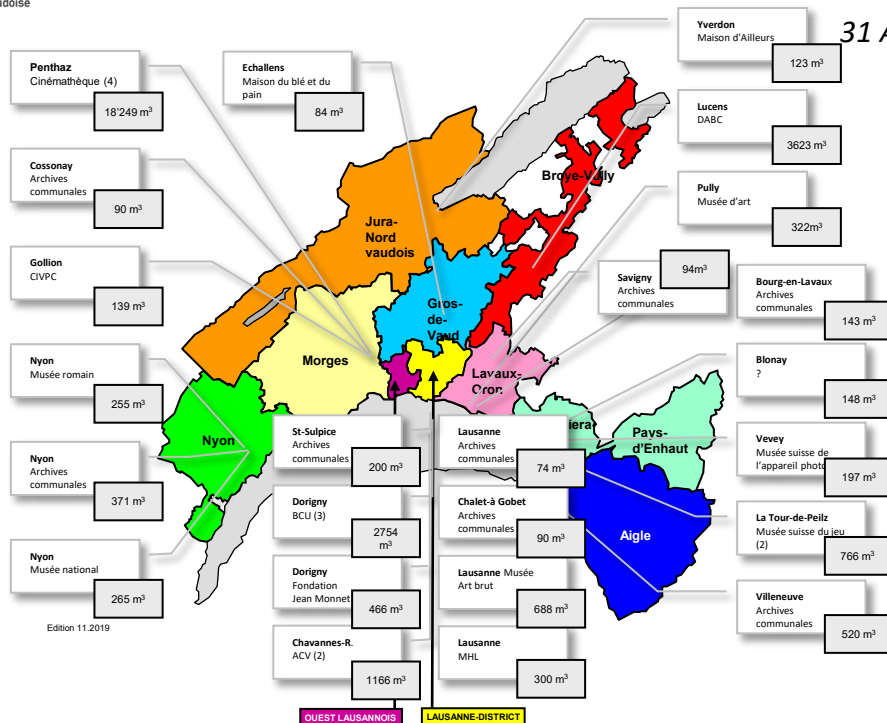 udoise
31 A
Penthaz
Cinémathèque (4)
18'249 m³
Echallens
Maison du blé et du
pain
84 m³
Yverdon
Maison d'Ailleurs
123 m³
Lucens
DABC
3623 m³
Cossonay
Archives
communales
90 m³
Pully
Musée d'art
322m³
Gollion
CIVPC
139 m³
Savigny
Archives
communales
94m³
Bourg-en-Lavaux
Archives
communales
143 m³
Nyon
Musée romain
255 m³
Blonay
?
148 m³
Nyon
Archives
communales
371 m³
Vevey
Musée suisse de
l'appareil photo
197 m³
Nyon
Musée national
265 m³
La Tour-de-Peilz
Musée suisse du jeu
(2)
766 m³
Villeneuve
Archives
communales
520 m³
St-Sulpice
Archives
communales
200 m³
Lausanne
Archives
communales
74 m³
Dorigny
BCU (3)
2754
m³
Chalet-à Gobet
Archives
communales
90 m³
Dorigny
Fondation
Jean Monnet
466 m³
Lausanne Musée
Art brut
688 m³
Chavannes-R.
ACV (2)
1166 m³
Lausanne
MHL
300 m³
Broye-Vully
Jura-
Nord
vaudois
Gros-
de-
Vaud
Morges
Lavaux-
Oron
Nyon
iera
Pays-
d'Enhaut
Aigle
Edition 11.2019
OUEST LAUSANNOIS
LAUSANNE-DISTRICT